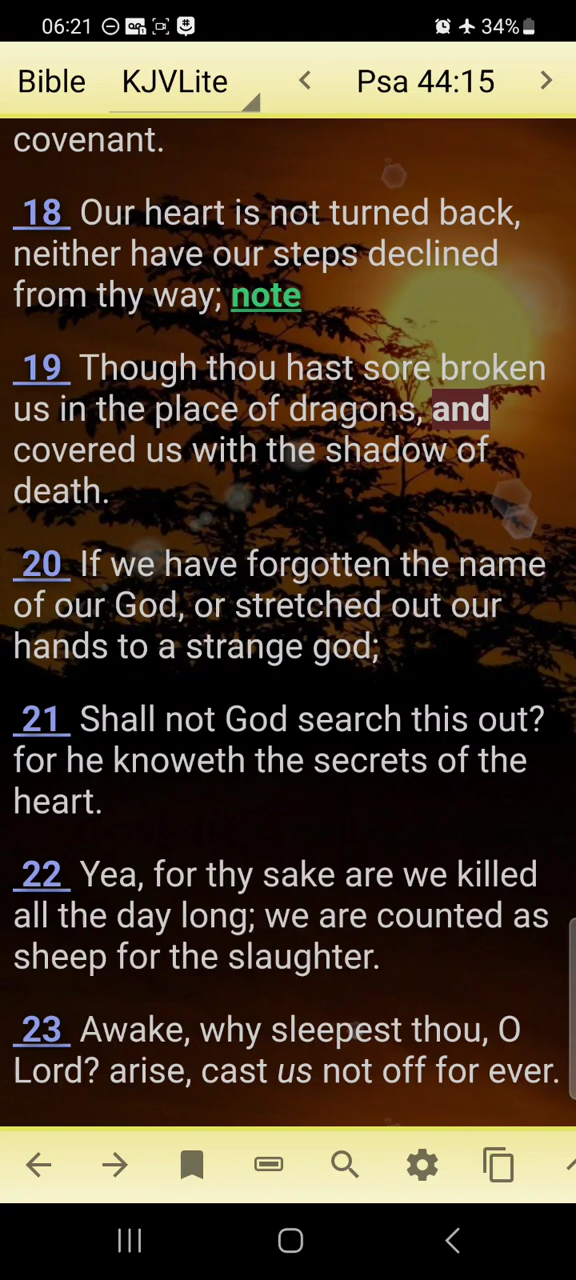 06:21 34%
Bible KJVLite < Psa 44:15 >
covenant.
18 Our heart is not turned back,
neither have our steps declined
from thy way; note
19 Though thou hast sore broken
us in the place of dragons, and
covered us with the shadow of
death.
20 If we have forgotten the name
of our God, or stretched out our
hands to a strange god;
21 Shall not God search this out?
for he knoweth the secrets of the
heart.
22 Yea, for thy sake are we killed
all the day long; we are counted as
sheep for the slaughter.
23 Awake, why sleepest thou, O
Lord? arise, cast us not off for ever.